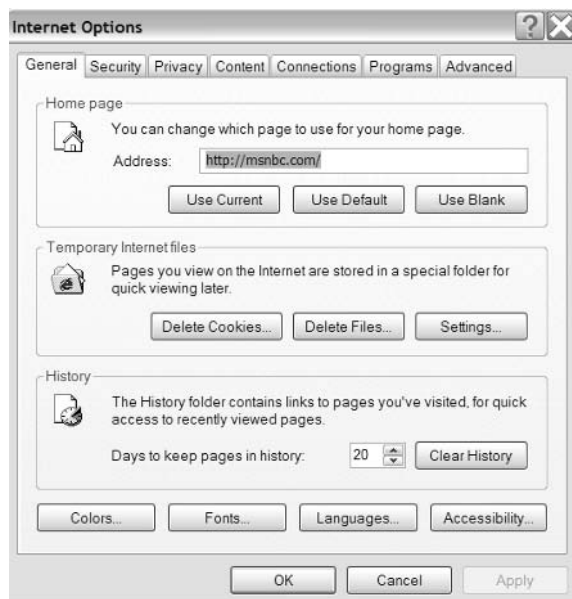 Internet Options
General Security Privacy Content Connections Programs Advanced
Home page
You can change which page to use for your home page.
Address: http://msnbc.com/
Use Current Use Default Use Blank
Temporary Internet files
Pages you view on the Internet are stored in a special folder for
quick viewing later.
Delete Cookies... Delete Files... Settings...
History
The History folder contains links to pages you've visited, for quick
access to recently viewed pages.
Days to keep pages in history: 20 Clear History
Colors... Fonts... Languages... Accessibility...
OK Cancel Apply